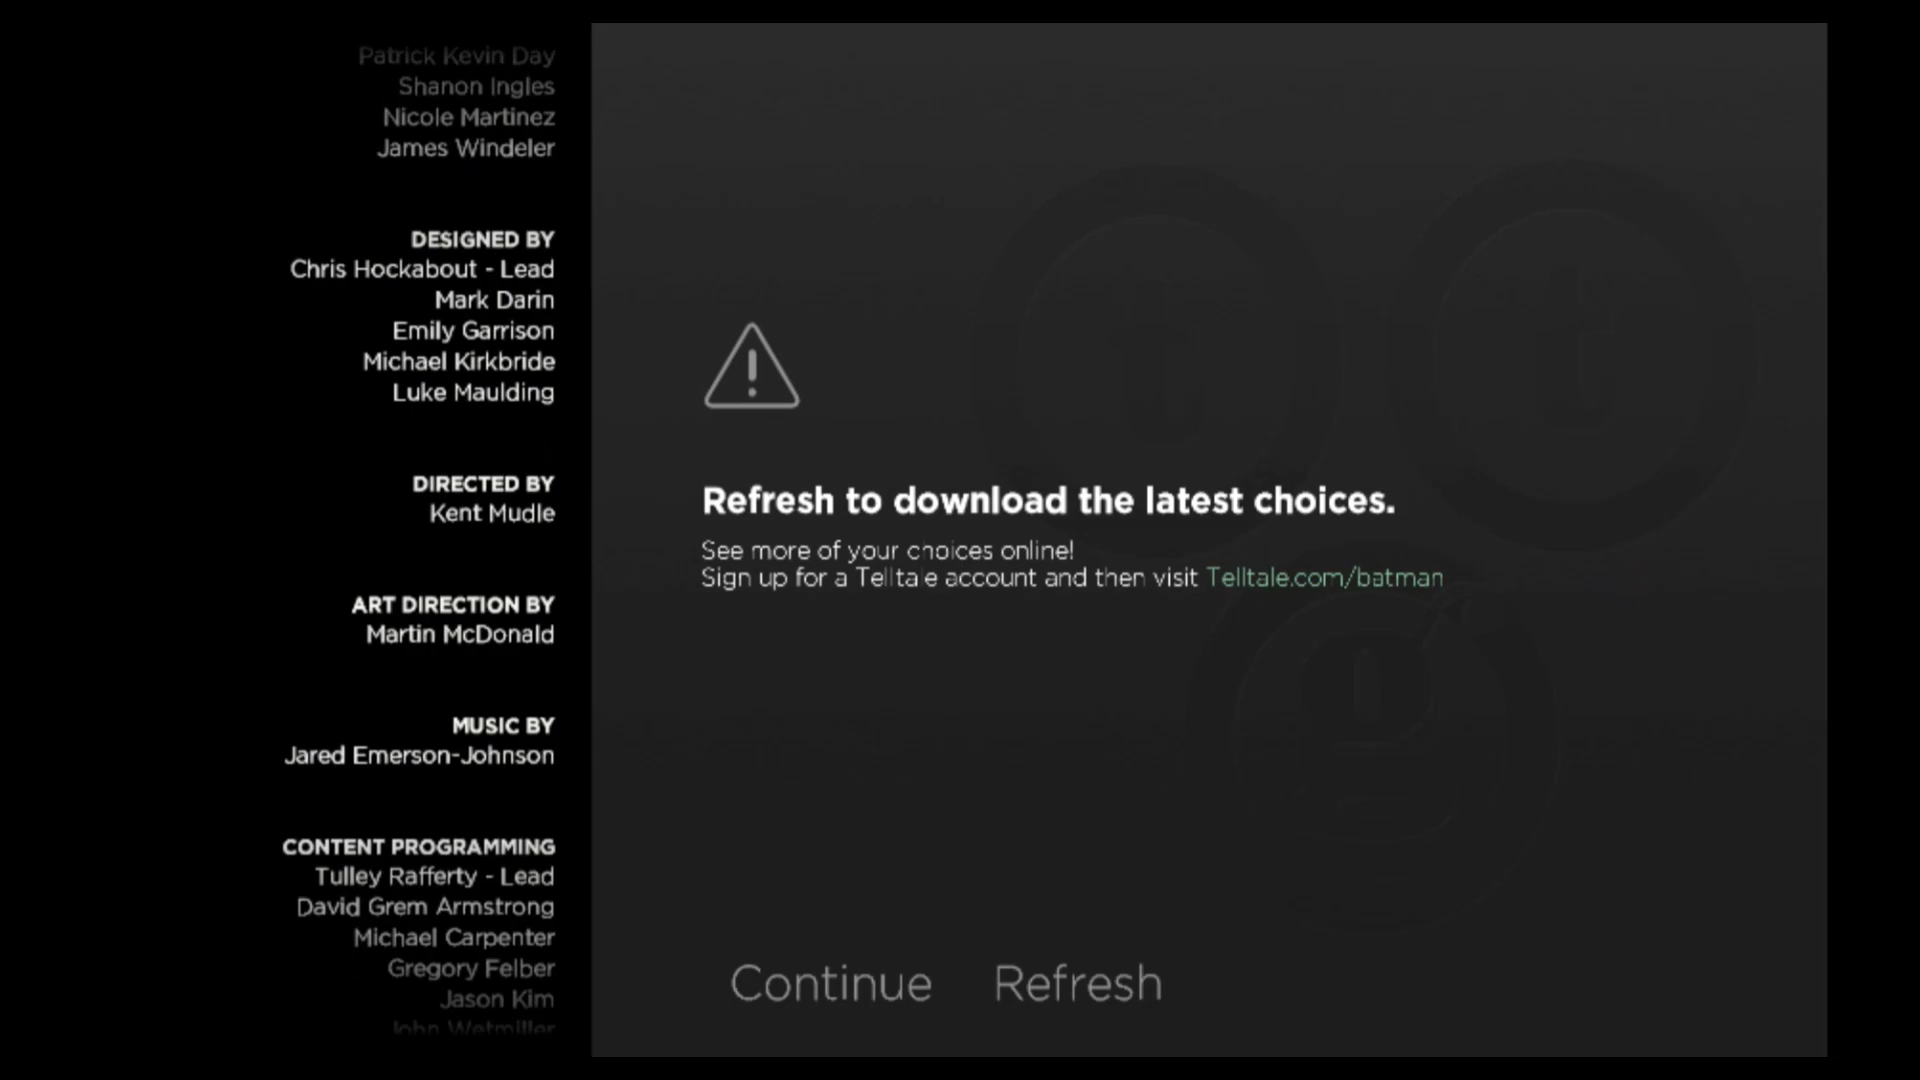 Patrick Kevin Day
Shanon Ingles
Nicole Martinez
James Windeler
DESIGNED BY
Chris Hockabout - Lead
Mark Darin
Emily Garrison
Michael Kirkbride
Luke Maulding
DIRECTED BY
Kent Mudle
ART DIRECTION BY
Martin McDonald
MUSIC BY
Jared Emerson-Johnson
CONTENT PROGRAMMING
Tulley Rafferty - Lead
David Grem Armstrong
Michael Carpenter
Gregory Felber
Jason Kim
John Wetmiller
Refresh to download the latest choices.
See more of your choices online!
Sign up for a Telltale account and then visit Telltale.com/batman
Continue Refresh
t t
g